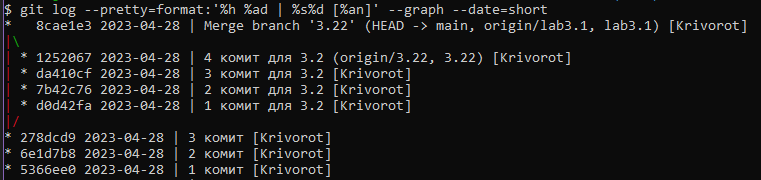 $ git log --pretty=format:'%h %ad | %s%d [%an]' --graph --date=short
*   8cae1e3 2023-04-28 | Merge branch '3.22' (HEAD -> main, origin/lab3.1, lab3.1) [Krivorot]
|\
| * 1252067 2023-04-28 | 4 комит для 3.2 (origin/3.22, 3.22) [Krivorot]
| * da410cf 2023-04-28 | 3 комит для 3.2 [Krivorot]
| * 7b42c76 2023-04-28 | 2 комит для 3.2 [Krivorot]
| * d0d42fa 2023-04-28 | 1 комит для 3.2 [Krivorot]
|/
* 278dcd9 2023-04-28 | 3 комит [Krivorot]
* 6e1d7b8 2023-04-28 | 2 комит [Krivorot]
* 5366ee0 2023-04-28 | 1 комит [Krivorot]